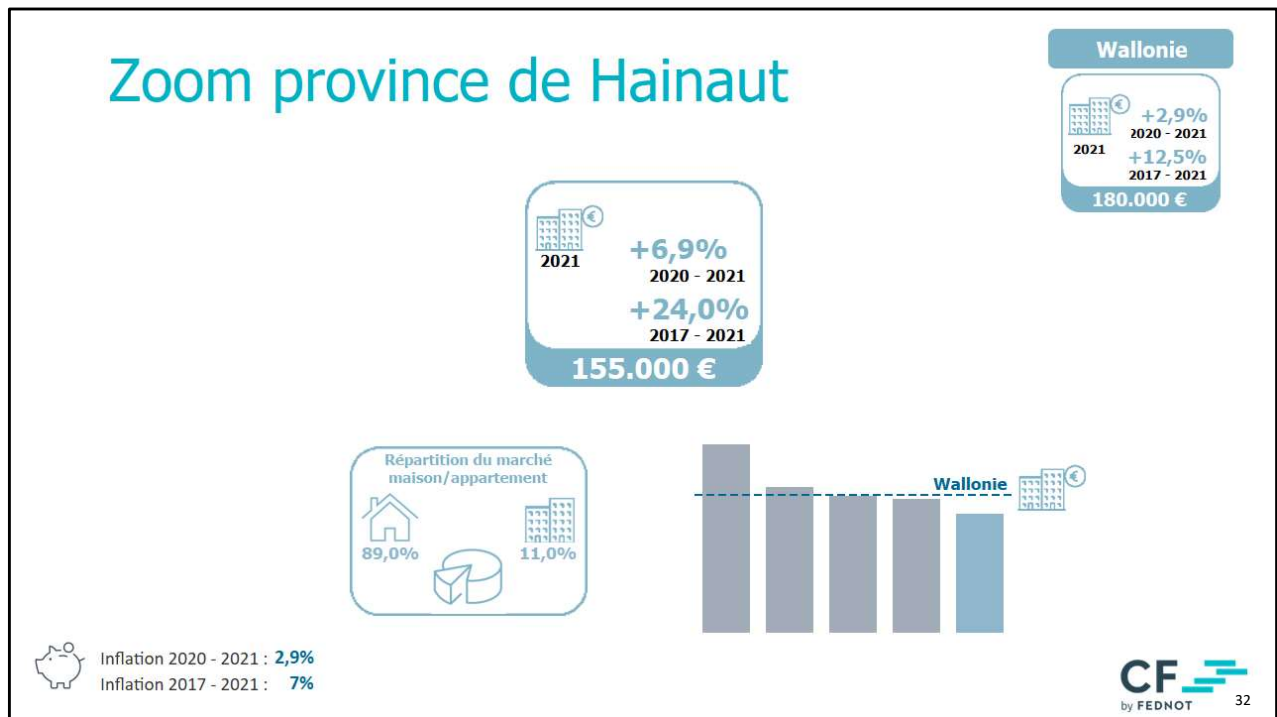 Zoom province de Hainaut
Wallonie
€
+2,9%
2020 - 2021
2021
+12,5%
2017 - 2021
180.000 €
€
+6,9%
2021
2020 - 2021
+24,0%
2017 - 2021
155.000 €
Répartition du marché
maison/appartement
89,0%
11,0%
Wallonie
€
Inflation 2020 - 2021 : 2,9%
Inflation 2017 - 2021 : 7%
CF
by FEDNOT
32